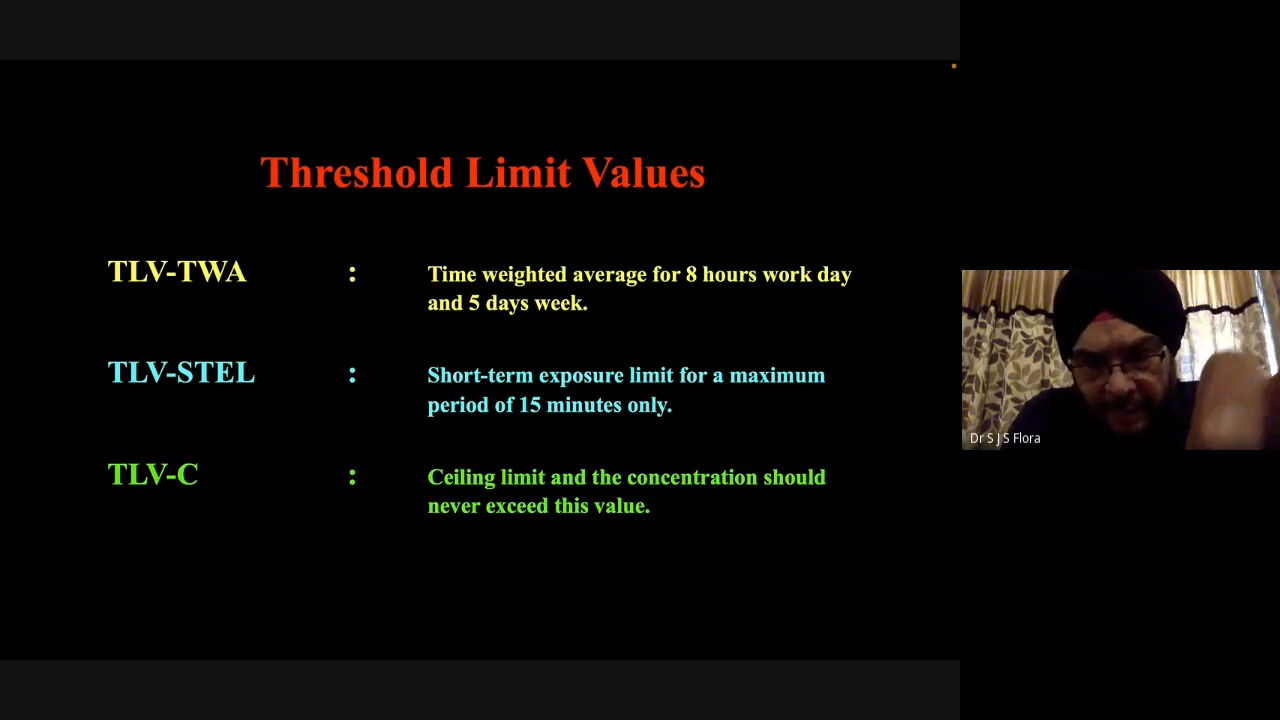 Threshold Limit Values
TLV-TWA : Time weighted average for 8 hours work day
and 5 days week.
TLV-STEL : Short-term exposure limit for a maximum
period of 15 minutes only.
TLV-C : Ceiling limit and the concentration should
never exceed this value.
Dr S J S Flora